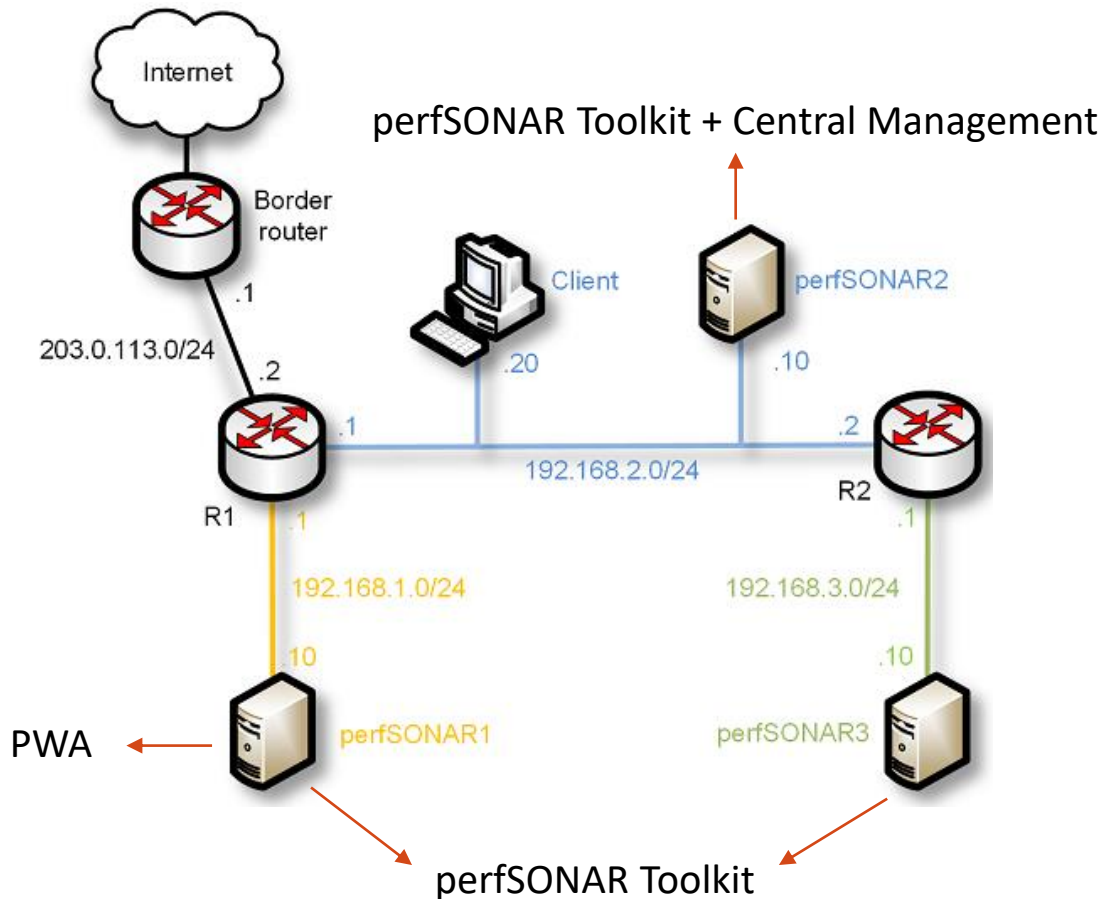 Internet
perfSONAR Toolkit + Central Management
Border
router
Client
perfSONAR2
.1
203.0.113.0/24
.2
.20
.10
.1
.2
192.168.2.0/24
R2
R1
.1
.1
192.168.1.0/24
192.168.3.0/24
.10
.10
PWA
perfSONAR1
perfSONAR3
perfSONAR Toolkit